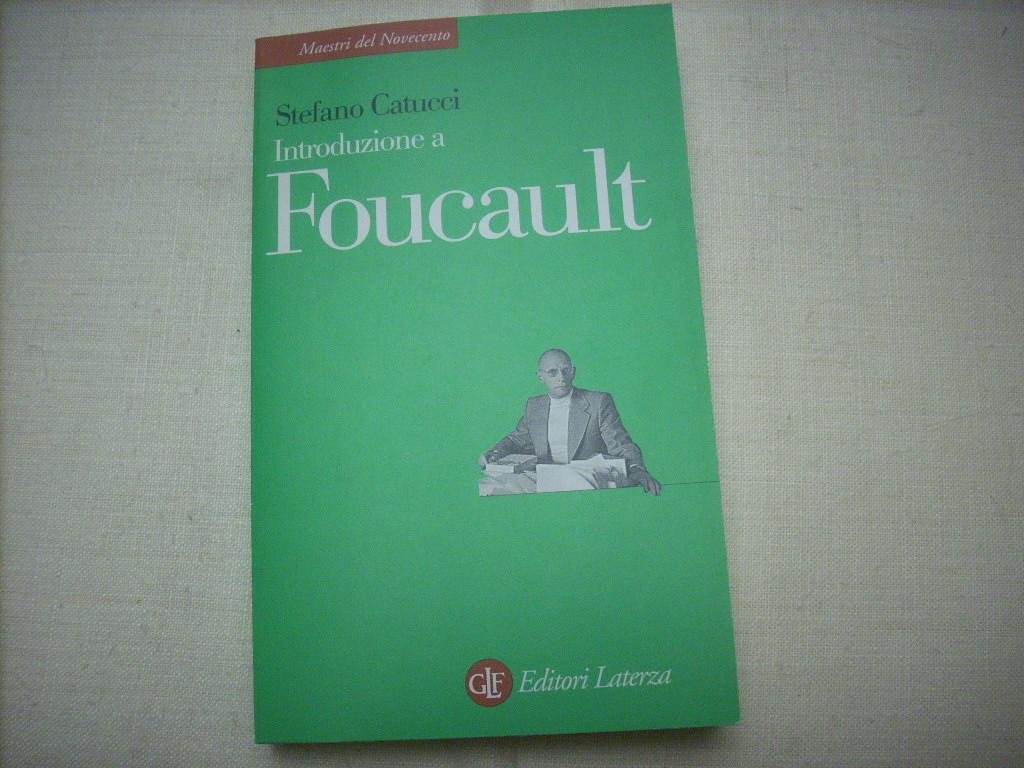 Maestri del Novecento
Stefano Catucci
Introduzione a
Foucault
GLF Editori Laterza